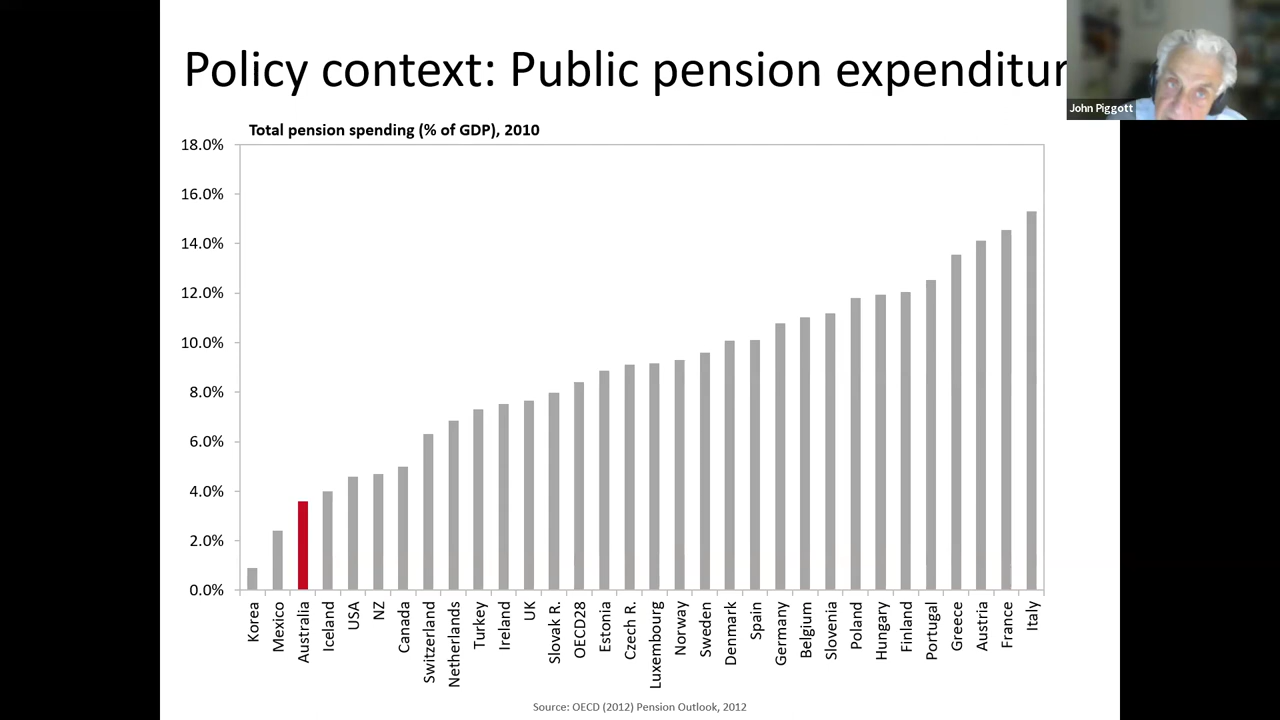 Policy context: Public pension expenditur
John Piggott
Total pension spending (% of GDP), 2010
18.0%
16.0%
14.0%
12.0%
10.0%
8.0%
6.0%
4.0%
2.0%
0.0%
Korea
Mexico
Australia
Iceland
USA
NZ
Canada
Switzerland
Netherlands
Turkey
Ireland
UK
Slovak R.
OECD28
Estonia
Czech R.
Luxembourg
Norway
Sweden
Denmark
Spain
Germany
Belgium
Slovenia
Poland
Hungary
Finland
Portugal
Greece
Austria
France
Italy
Source: OECD (2012) Pension Outlook, 2012